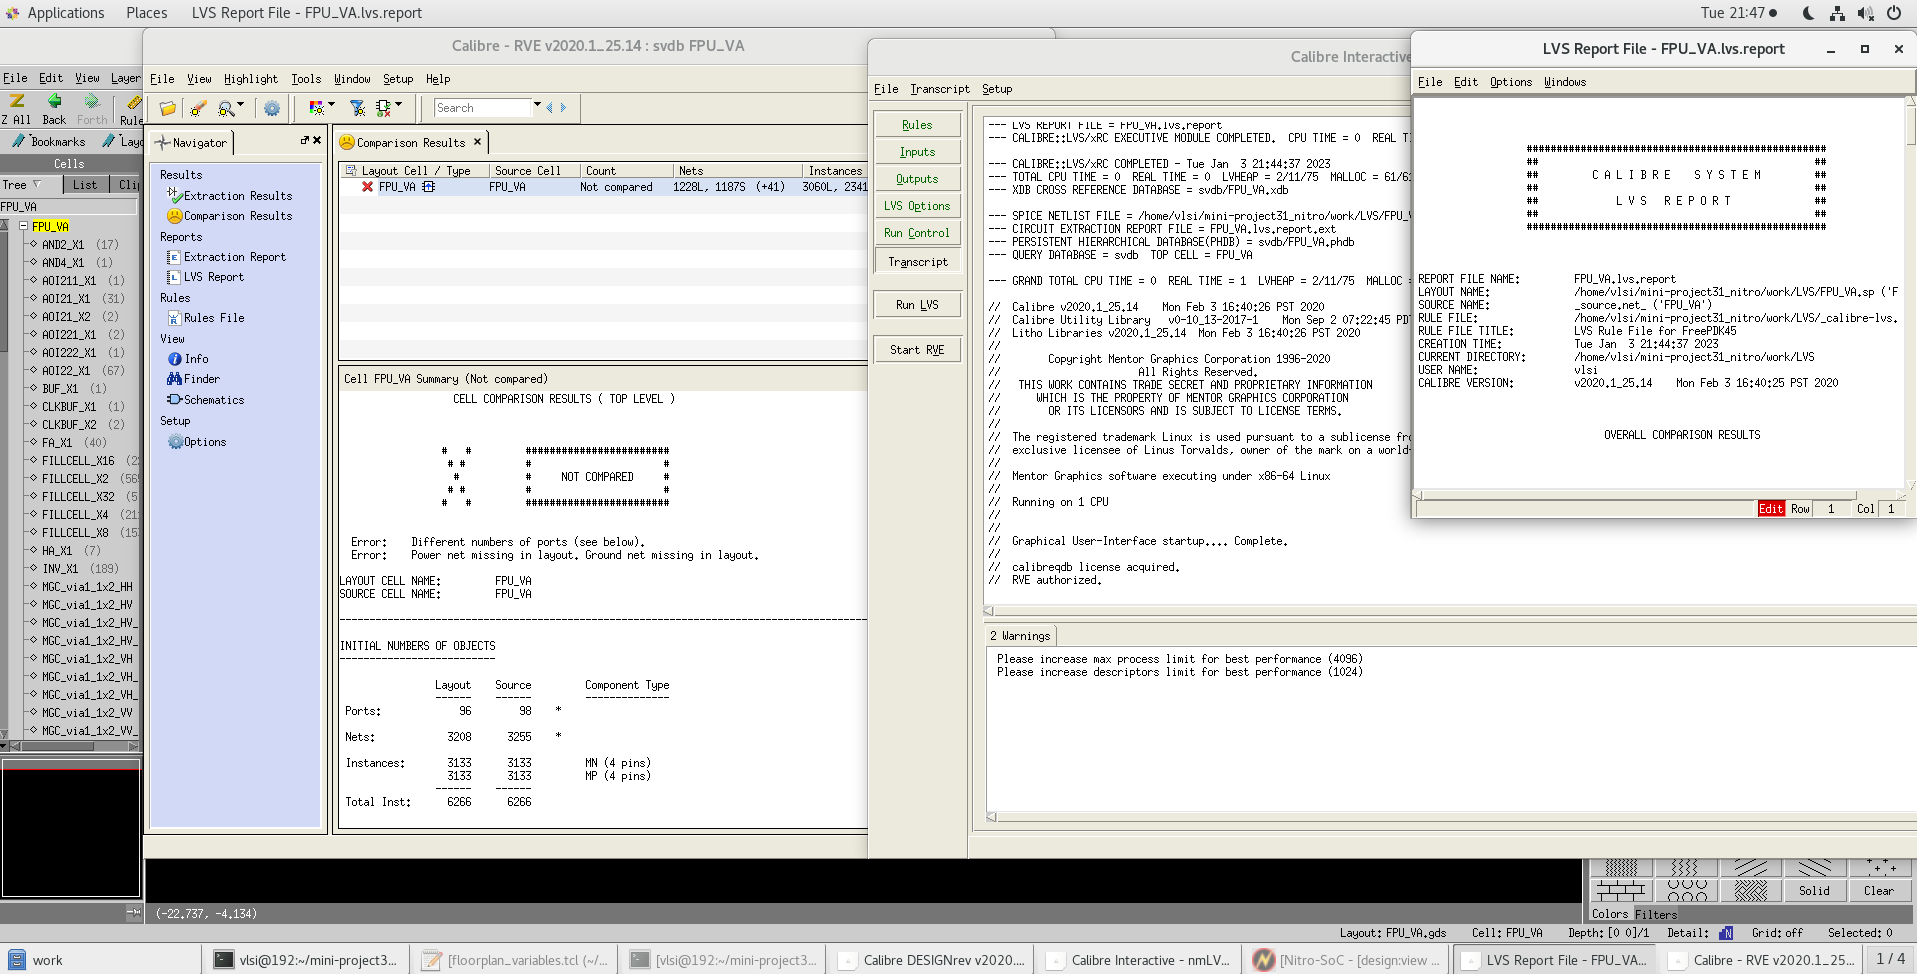 Applications Places LVS Report File - FPU_VA.lvs.report Tue 21:47
File Edit View Layer
Z All Back Forth Rule
Bookmarks Layo
Cells
Tree List Cli
FPU_VA
FPU_VA
AND2_X1 (17)
AND4_X1 (1)
AOI211_X1 (1)
AOI21_X1 (31)
AOI21_X2 (2)
AOI221_X1 (2)
AOI222_X1 (1)
AOI22_X1 (67)
BUF_X1 (1)
CLKBUF_X1 (1)
CLKBUF_X2 (2)
FA_X1 (40)
FILLCELL_X16
FILLCELL_X2
FILLCELL_X32
FILLCELL_X4
FILLCELL_X8
HA_X1 (7)
INV_X1 (189)
MGC_via1_1x2_HH
MGC_via1_1x2_HV
MGC_via1_1x2_HV_
MGC_via1_1x2_HV_
MGC_via1_1x2_VH
MGC_via1_1x2_VH_
MGC_via1_1x2_VH_
MGC_via1_1x2_VV
MGC_via1_1x2_VV_
Calibre - RVE v2020.1_25.14 : svdb FPU_VA
File View Highlight Tools Window Setup Help
Search
Navigator
Results
Extraction Results
Comparison Results
Reports
Extraction Report
LVS Report
Rules
Rules File
View
Info
Finder
Schematics
Setup
Options
Comparison Results
Layout Cell / Type Source Cell Count Nets Instances
FPU_VA FPU_VA Not compared 1228L, 1187S (+41) 3060L, 2341
Cell FPU_VA Summary (Not compared)
CELL COMPARISON RESULTS ( TOP LEVEL )
# # #########################
# # # #
# # NOT COMPARED #
# # # #
# # #########################
Error: Different numbers of ports (see below).
Error: Power net missing in layout. Ground net missing in layout.
LAYOUT CELL NAME: FPU_VA
SOURCE CELL NAME: FPU_VA
INITIAL NUMBERS OF OBJECTS
Layout Source Component Type
Ports: 96 98 *
Nets: 3208 3255 *
Instances: 3133 3133 MN (4 pins)
3133 3133 MP (4 pins)
Total Inst: 6266 6266
Calibre Interactive
File Transcript Setup
Rules
Inputs
Outputs
LVS Options
Run Control
Transcript
Run LVS
Start RVE
--- LVS REPORT FILE = FPU_VA.lvs.report
--- CALIBRE::LVS/xRC EXECUTIVE MODULE COMPLETED. CPU TIME = 0 REAL TI
--- CALIBRE::LVS/xRC COMPLETED - Tue Jan 3 21:44:37 2023
--- TOTAL CPU TIME = 0 REAL TIME = 0 LVHEAP = 2/11/75 MALLOC = 61/61
--- XDB CROSS REFERENCE DATABASE = svdb/FPU_VA.xdb
--- SPICE NETLIST FILE = /home/vlsi/mini-project31_nitro/work/LVS/FPU_V
--- CIRCUIT EXTRACTION REPORT FILE = FPU_VA.lvs.report.ext
--- PERSISTENT HIERARCHICAL DATABASE(PHDB) = svdb/FPU_VA.phdb
--- QUERY DATABASE = svdb TOP CELL = FPU_VA
--- GRAND TOTAL CPU TIME = 0 REAL TIME = 1 LVHEAP = 2/11/75 MALLOC =
// Calibre v2020.1_25.14 Mon Feb 3 16:40:26 PST 2020
// Calibre Utility Library v0-10_13-2017-1 Mon Sep 2 07:22:45 PD
// Litho Libraries v2020.1_25.14 Mon Feb 3 16:40:26 PST 2020
//
// Copyright Mentor Graphics Corporation 1996-2020
// All Rights Reserved.
// THIS WORK CONTAINS TRADE SECRET AND PROPRIETARY INFORMATION
// WHICH IS THE PROPERTY OF MENTOR GRAPHICS CORPORATION
// OR ITS LICENSORS AND IS SUBJECT TO LICENSE TERMS.
//
// The registered trademark Linux is used pursuant to a sublicense fr
// exclusive licensee of Linus Torvalds, owner of the mark on a world-
//
// Mentor Graphics software executing under x86-64 Linux
//
// Running on 1 CPU
//
//
// Graphical User-Interface startup.... Complete.
//
// calibreqdb license acquired.
// RVE authorized.
2 Warnings
Please increase max process limit for best performance (4096)
Please increase descriptors limit for best performance (1024)
LVS Report File - FPU_VA.lvs.report
File Edit Options Windows
##################################################
## ##
## C A L I B R E S Y S T E M ##
## ##
## L V S R E P O R T ##
## ##
##################################################
REPORT FILE NAME: FPU_VA.lvs.report
LAYOUT NAME: /home/vlsi/mini-project31_nitro/work/LVS/FPU_VA.sp ('F
SOURCE NAME: _source.net_ ('FPU_VA')
RULE FILE: /home/vlsi/mini-project31_nitro/work/LVS/_calibre-lvs.
RULE FILE TITLE: LVS Rule File for FreePDK45
CREATION TIME: Tue Jan 3 21:44:37 2023
CURRENT DIRECTORY: /home/vlsi/mini-project31_nitro/work/LVS
USER NAME: vlsi
CALIBRE VERSION: v2020.1_25.14 Mon Feb 3 16:40:25 PST 2020
OVERALL COMPARISON RESULTS
Edit Row 1 Col 1
Solid Clear
Colors Filters
(-22.737, -4.134)
Layout: FPU_VA.gds Cell: FPU_VA Depth: [0 0]/1 Detail: Grid: off Selected: 0
work vlsi@192:~/mini-project3... [floorplan_variables.tcl (~/... [vlsi@192:~/mini-project3... Calibre DESIGNrev v2020.... Calibre Interactive - nmLV... [Nitro-SoC - [design:view ... LVS Report File - FPU_VA... Calibre - RVE v2020.1_25... 1 / 4